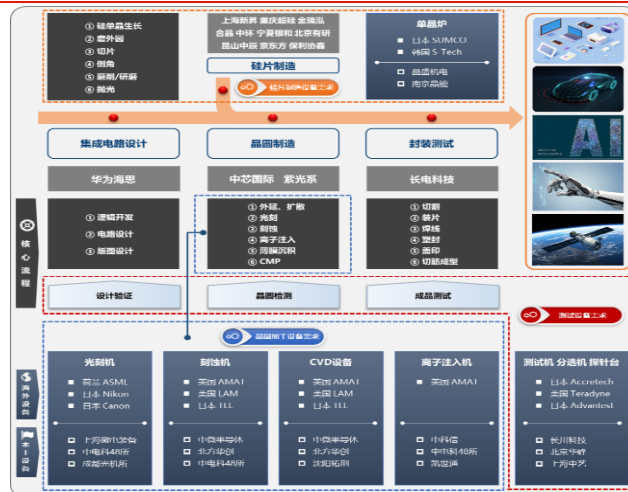 ① 硅单晶生长
② 磨外圆
③ 切片
④ 倒角
⑤ 磨削/研磨
⑥ 抛光
上海新昇 重庆超硅 金瑞泓
合晶 中环 宁夏银和 北京有研
昆山中辰 京东方 保利协鑫
硅片制造
硅片制造设备需求
单晶炉
日本 SUMCO
韩国 S Tech
晶盛机电
南京晶能
集成电路设计
晶圆制造
封装测试
华为海思
中芯国际 紫光系
长电科技
核心流程
① 逻辑开发
② 电路设计
③ 版图设计
① 外延、扩散
② 光刻
③ 刻蚀
④ 离子注入
⑤ 薄膜沉积
⑥ CMP
① 切割
② 装片
③ 焊线
④ 塑封
⑤ 盖印
⑥ 切筋成型
AI
设计验证
晶圆检测
成品测试
晶圆加工设备需求
测试设备需求
海外设备
光刻机
荷兰 ASML
日本 Nikon
日本 Canon
刻蚀机
美国 AMAT
美国 LAM
日本 TEL
CVD设备
美国 AMAT
美国 LAM
日本 TEL
离子注入机
美国 AMAT
测试机 分选机 探针台
日本 Accretech
美国 Teradyne
日本 Advantest
本土设备
上海微电装备
中电科48所
成都光机所
中微半导体
北方华创
中电科48所
中微半导体
北方华创
沈阳拓荆
中科信
中电科48所
凯世通
长川科技
北京华峰
上海中艺